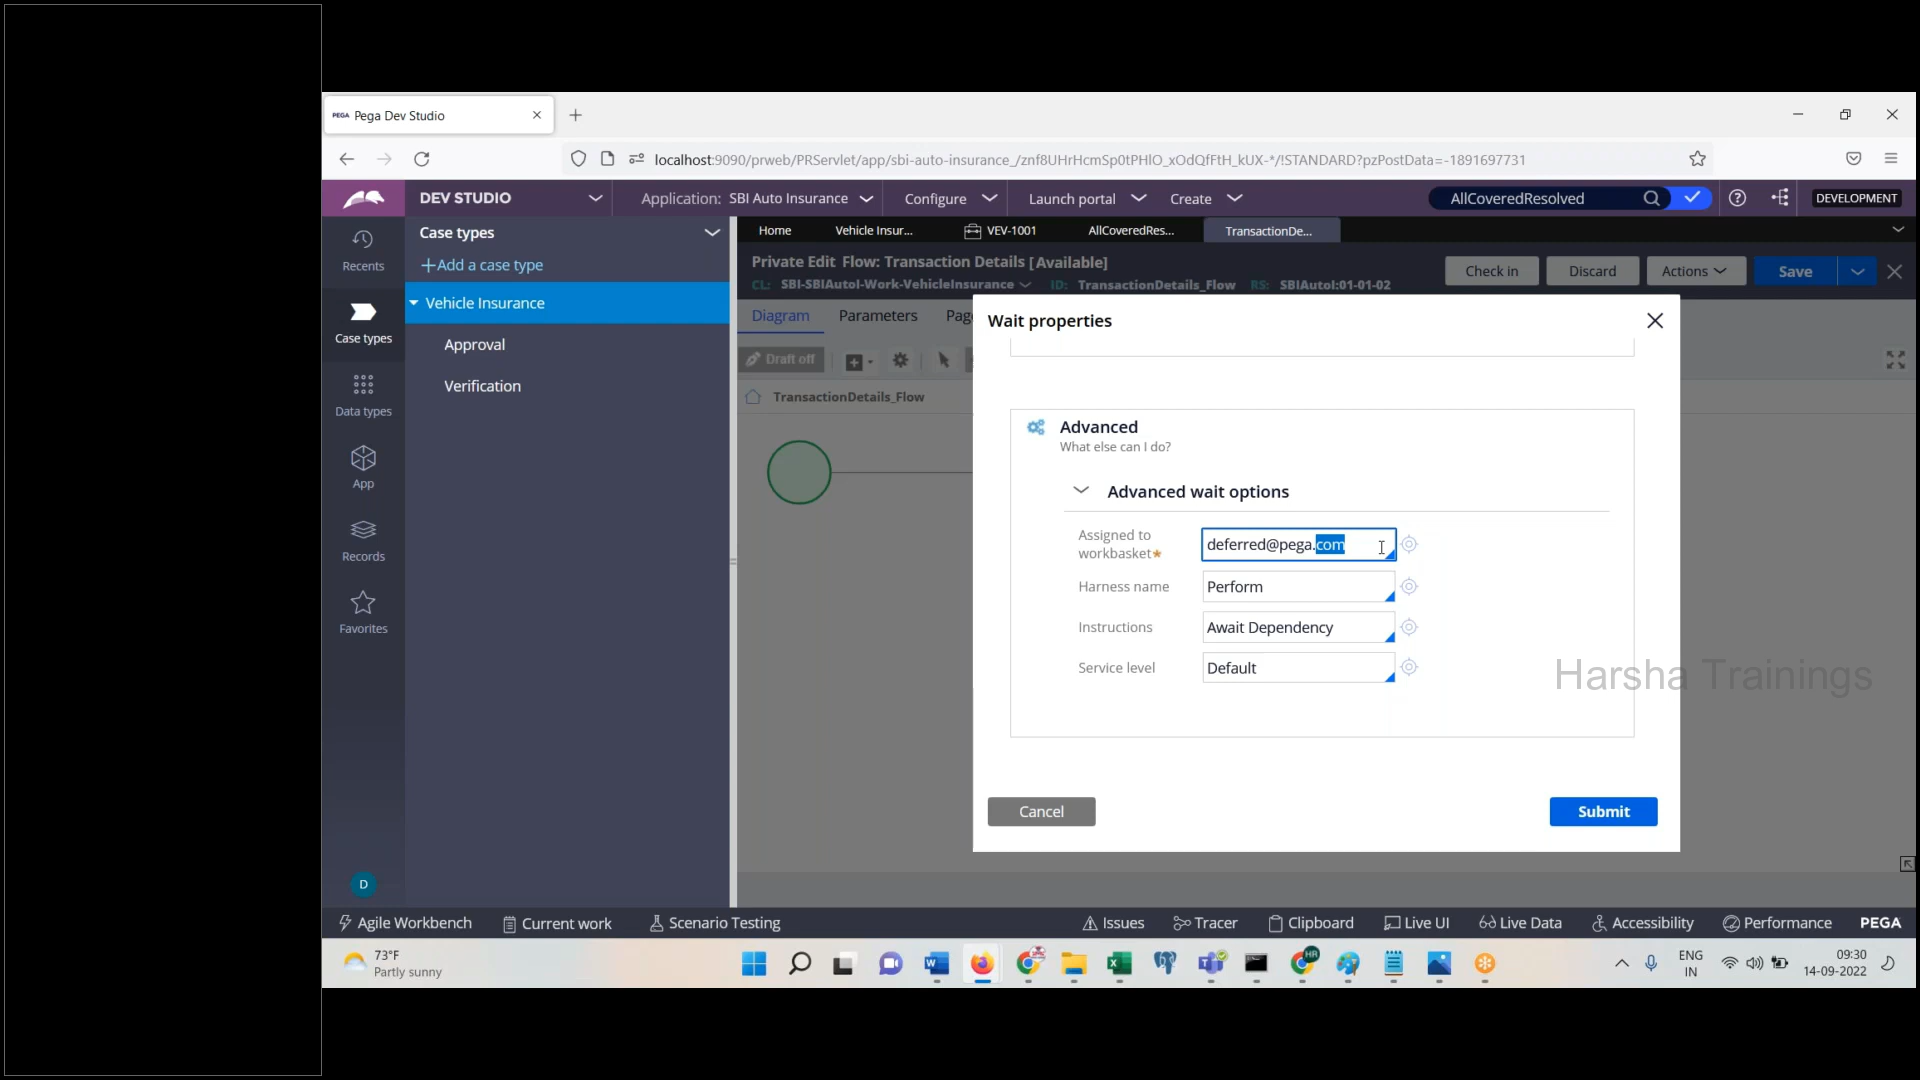 PEGA Pega Dev Studio
localhost:9090/prweb/PRServlet/app/sbi-auto-insurance_/znf8UHrHcmSp0tPHlO_xOdQfFtH_kUX-*/!STANDARD?pzPostData=-1891697731
DEV STUDIO
Application: SBI Auto Insurance
Configure
Launch portal
Create
AllCoveredResolved
DEVELOPMENT
Recents
Case types
Data types
App
Records
Favorites
D
Case types
+Add a case type
Vehicle Insurance
Approval
Verification
Home
Vehicle Insur...
VEV-1001
AllCoveredRes...
TransactionDe...
Private Edit Flow: Transaction Details [Available]
CL: SBI-SBIAutoI-Work-VehicleInsurance
ID: TransactionDetails_Flow
RS: SBIAutoI:01-01-02
Check in
Discard
Actions
Save
Diagram
Parameters
Pag
Draft off
TransactionDetails_Flow
Wait properties
Advanced
What else can I do?
Advanced wait options
Assigned to
workbasket*
deferred@pega.com
Harness name
Perform
Instructions
Await Dependency
Service level
Default
Cancel
Submit
Harsha Trainings
Agile Workbench
Current work
Scenario Testing
Issues
Tracer
Clipboard
Live UI
Live Data
Accessibility
Performance
PEGA
73°F
Partly sunny
ENG
IN
09:30
14-09-2022